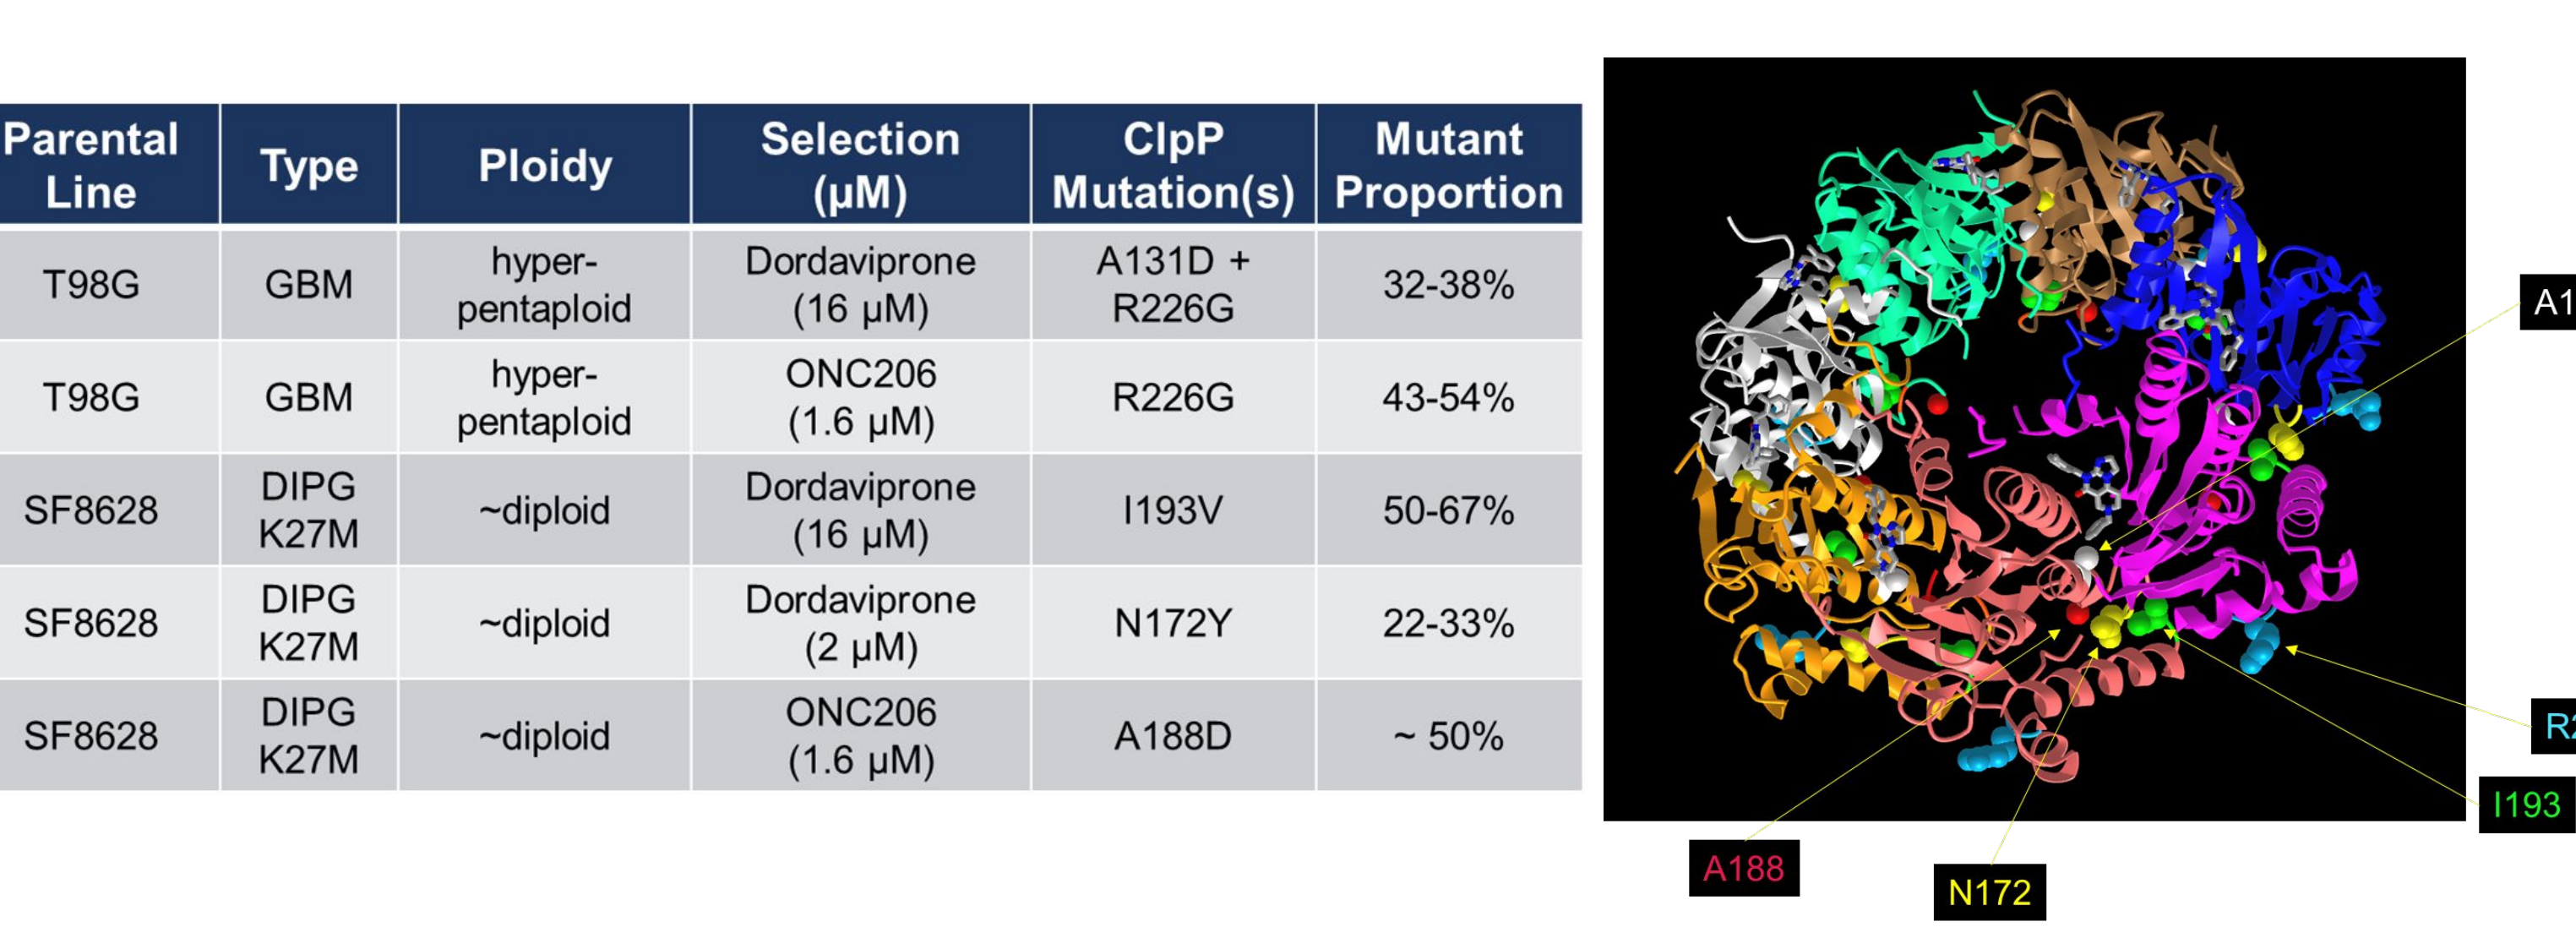 Parental Line
Type
Ploidy
Selection (µM)
ClpP Mutation(s)
Mutant Proportion
T98G
GBM
hyper-
pentaploid
Dordaviprone
(16 µM)
A131D +
R226G
32-38%
T98G
GBM
hyper-
pentaploid
ONC206
(1.6 µM)
R226G
43-54%
SF8628
DIPG
K27M
~diploid
Dordaviprone
(16 µM)
I193V
50-67%
SF8628
DIPG
K27M
~diploid
Dordaviprone
(2 µM)
N172Y
22-33%
SF8628
DIPG
K27M
~diploid
ONC206
(1.6 µM)
A188D
~ 50%
A1
R2
I193
A188
N172